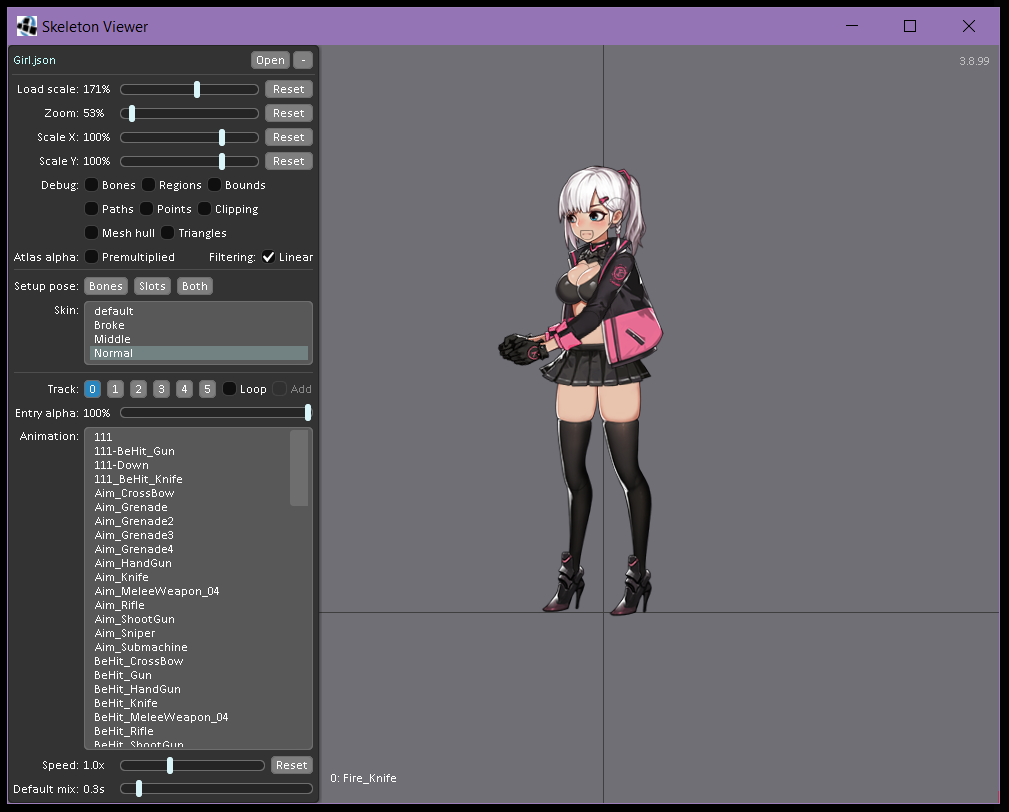 Skeleton Viewer
Girl.json Open -
3.8.99
Load scale: 171% Reset
Zoom: 53% Reset
Scale X: 100% Reset
Scale Y: 100% Reset
Debug: Bones Regions Bounds
Paths Points Clipping
Mesh hull Triangles
Atlas alpha: Premultiplied Filtering: Linear
Setup pose: Bones Slots Both
Skin: default
Broke
Middle
Normal
Track: 0 1 2 3 4 5 Loop Add
Entry alpha: 100%
Animation: 111
111-BeHit_Gun
111-Down
111_BeHit_Knife
Aim_CrossBow
Aim_Grenade
Aim_Grenade2
Aim_Grenade3
Aim_Grenade4
Aim_HandGun
Aim_Knife
Aim_MeleeWeapon_04
Aim_Rifle
Aim_ShootGun
Aim_Sniper
Aim_Submachine
BeHit_CrossBow
BeHit_Gun
BeHit_HandGun
BeHit_Knife
BeHit_MeleeWeapon_04
BeHit_Rifle
BeHit_ShootGun
Speed: 1.0x Reset
0: Fire_Knife
Default mix: 0.3s